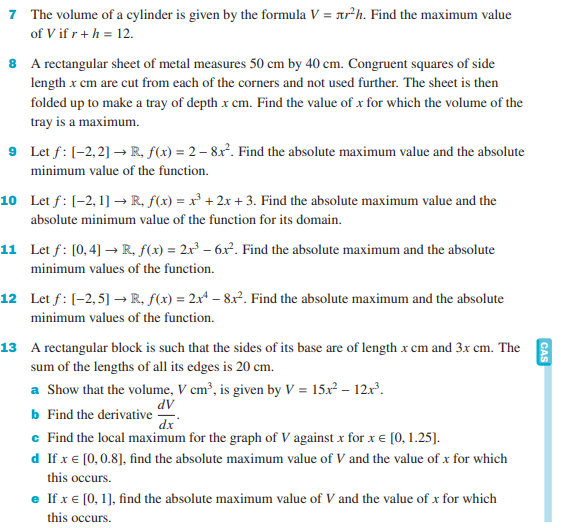 7 The volume of a cylinder is given by the formula V = πr²h. Find the maximum value
of V if r + h = 12.
8 A rectangular sheet of metal measures 50 cm by 40 cm. Congruent squares of side
length x cm are cut from each of the corners and not used further. The sheet is then
folded up to make a tray of depth x cm. Find the value of x for which the volume of the
tray is a maximum.
9 Let f : [−2, 2] → ℝ, f(x) = 2 − 8x². Find the absolute maximum value and the absolute
minimum value of the function.
10 Let f : [−2, 1] → ℝ, f(x) = x³ + 2x + 3. Find the absolute maximum value and the
absolute minimum value of the function for its domain.
11 Let f : [0, 4] → ℝ, f(x) = 2x³ − 6x². Find the absolute maximum and the absolute
minimum values of the function.
12 Let f : [−2, 5] → ℝ, f(x) = 2x⁴ − 8x². Find the absolute maximum and the absolute
minimum values of the function.
13 A rectangular block is such that the sides of its base are of length x cm and 3x cm. The
sum of the lengths of all its edges is 20 cm.
a Show that the volume, V cm³, is given by V = 15x² − 12x³.
b Find the derivative dV/dx.
c Find the local maximum for the graph of V against x for x ∈ [0, 1.25].
d If x ∈ [0, 0.8], find the absolute maximum value of V and the value of x for which
this occurs.
e If x ∈ [0, 1], find the absolute maximum value of V and the value of x for which
this occurs.
CAS